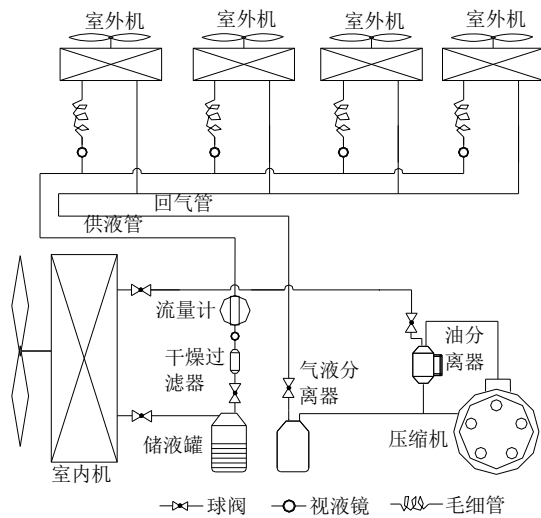 室外机 室外机 室外机 室外机
回气管
供液管
流量计
干燥过
滤器
气液分
离器
油分
离器
储液罐
压缩机
室内机
球阀 视液镜 毛细管